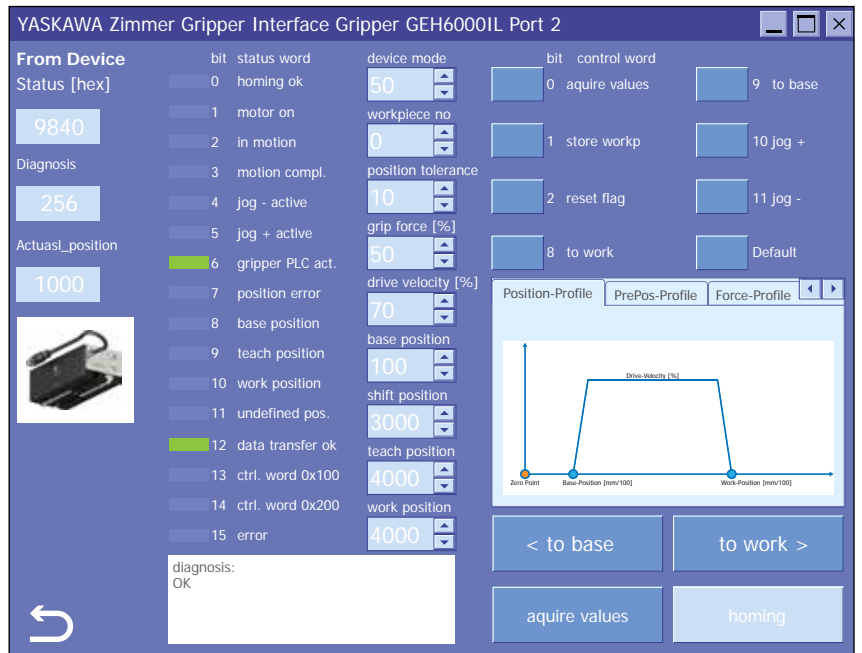 YASKAWA Zimmer Gripper Interface Gripper GEH6000IL Port 2
From Device
Status [hex]
9840
Diagnosis
256
Actuasl_position
1000
bit status word
0 homing ok
1 motor on
2 in motion
3 motion compl.
4 jog - active
5 jog + active
6 gripper PLC act.
7 position error
8 base position
9 teach position
10 work position
11 undefined pos.
12 data transfer ok
13 ctrl. word 0x100
14 ctrl. word 0x200
15 error
device mode
50
workpiece no
0
position tolerance
10
grip force [%]
50
drive velocity [%]
70
base position
100
shift position
3000
teach position
4000
work position
4000
bit control word
0 aquire values
1 store workp
2 reset flag
8 to work
9 to base
10 jog +
11 jog -
Default
Position-Profile
PrePos-Profile
Force-Profile
Drive-Velocity [%]
Zero Point
Base-Position [mm/100]
Work-Position [mm/100]
< to base
to work >
aquire values
homing
diagnosis:
OK